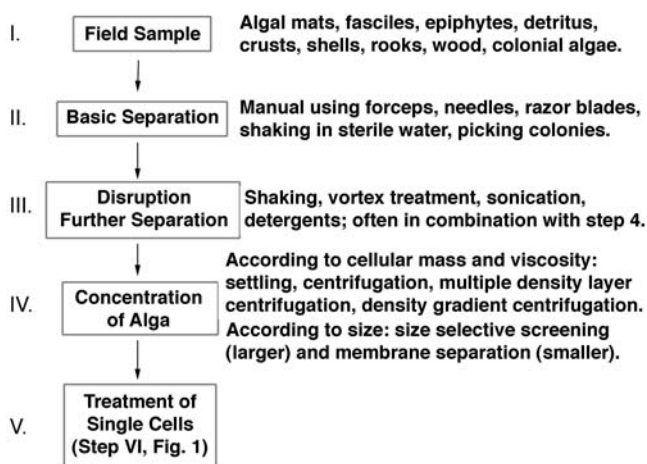 I.
Field Sample
Algal mats, fasciles, epiphytes, detritus,
crusts, shells, rooks, wood, colonial algae.
II.
Basic Separation
Manual using forceps, needles, razor blades,
shaking in sterile water, picking colonies.
III.
Disruption
Further Separation
Shaking, vortex treatment, sonication,
detergents; often in combination with step 4.
IV.
Concentration
of Alga
According to cellular mass and viscosity:
settling, centrifugation, multiple density layer
centrifugation, density gradient centrifugation.
According to size: size selective screening
(larger) and membrane separation (smaller).
V.
Treatment of
Single Cells
(Step VI, Fig. 1)